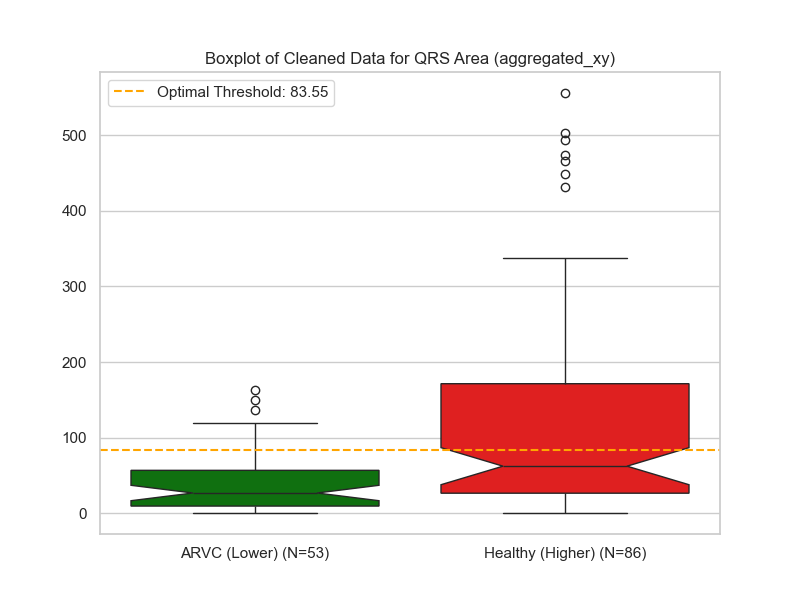 Boxplot of Cleaned Data for QRS Area (aggregated_xy)
Optimal Threshold: 83.55
500
400
300
200
100
0
ARVC (Lower) (N=53)
Healthy (Higher) (N=86)